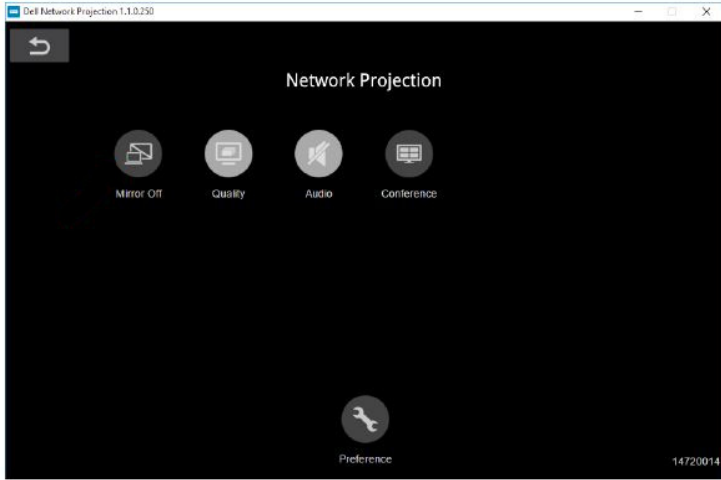 Dell Network Projection 1.1.0.250
Network Projection
Mirror Off Quality Audio Conference
Preference
14720014